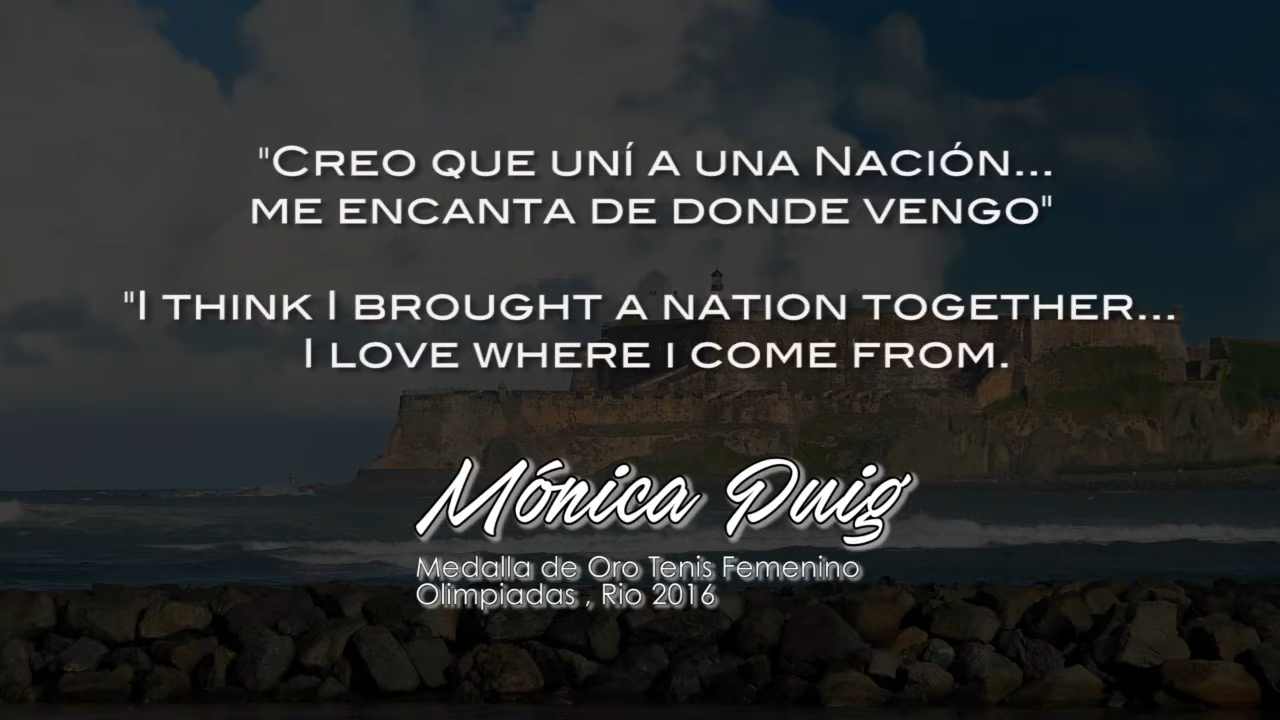 "Creo que uní a una Nación...
me encanta de donde vengo"
"I think I brought a nation together...
I love where i come from.
Mónica Puig
Medalla de Oro Tenis Femenino
Olimpiadas , Rio 2016